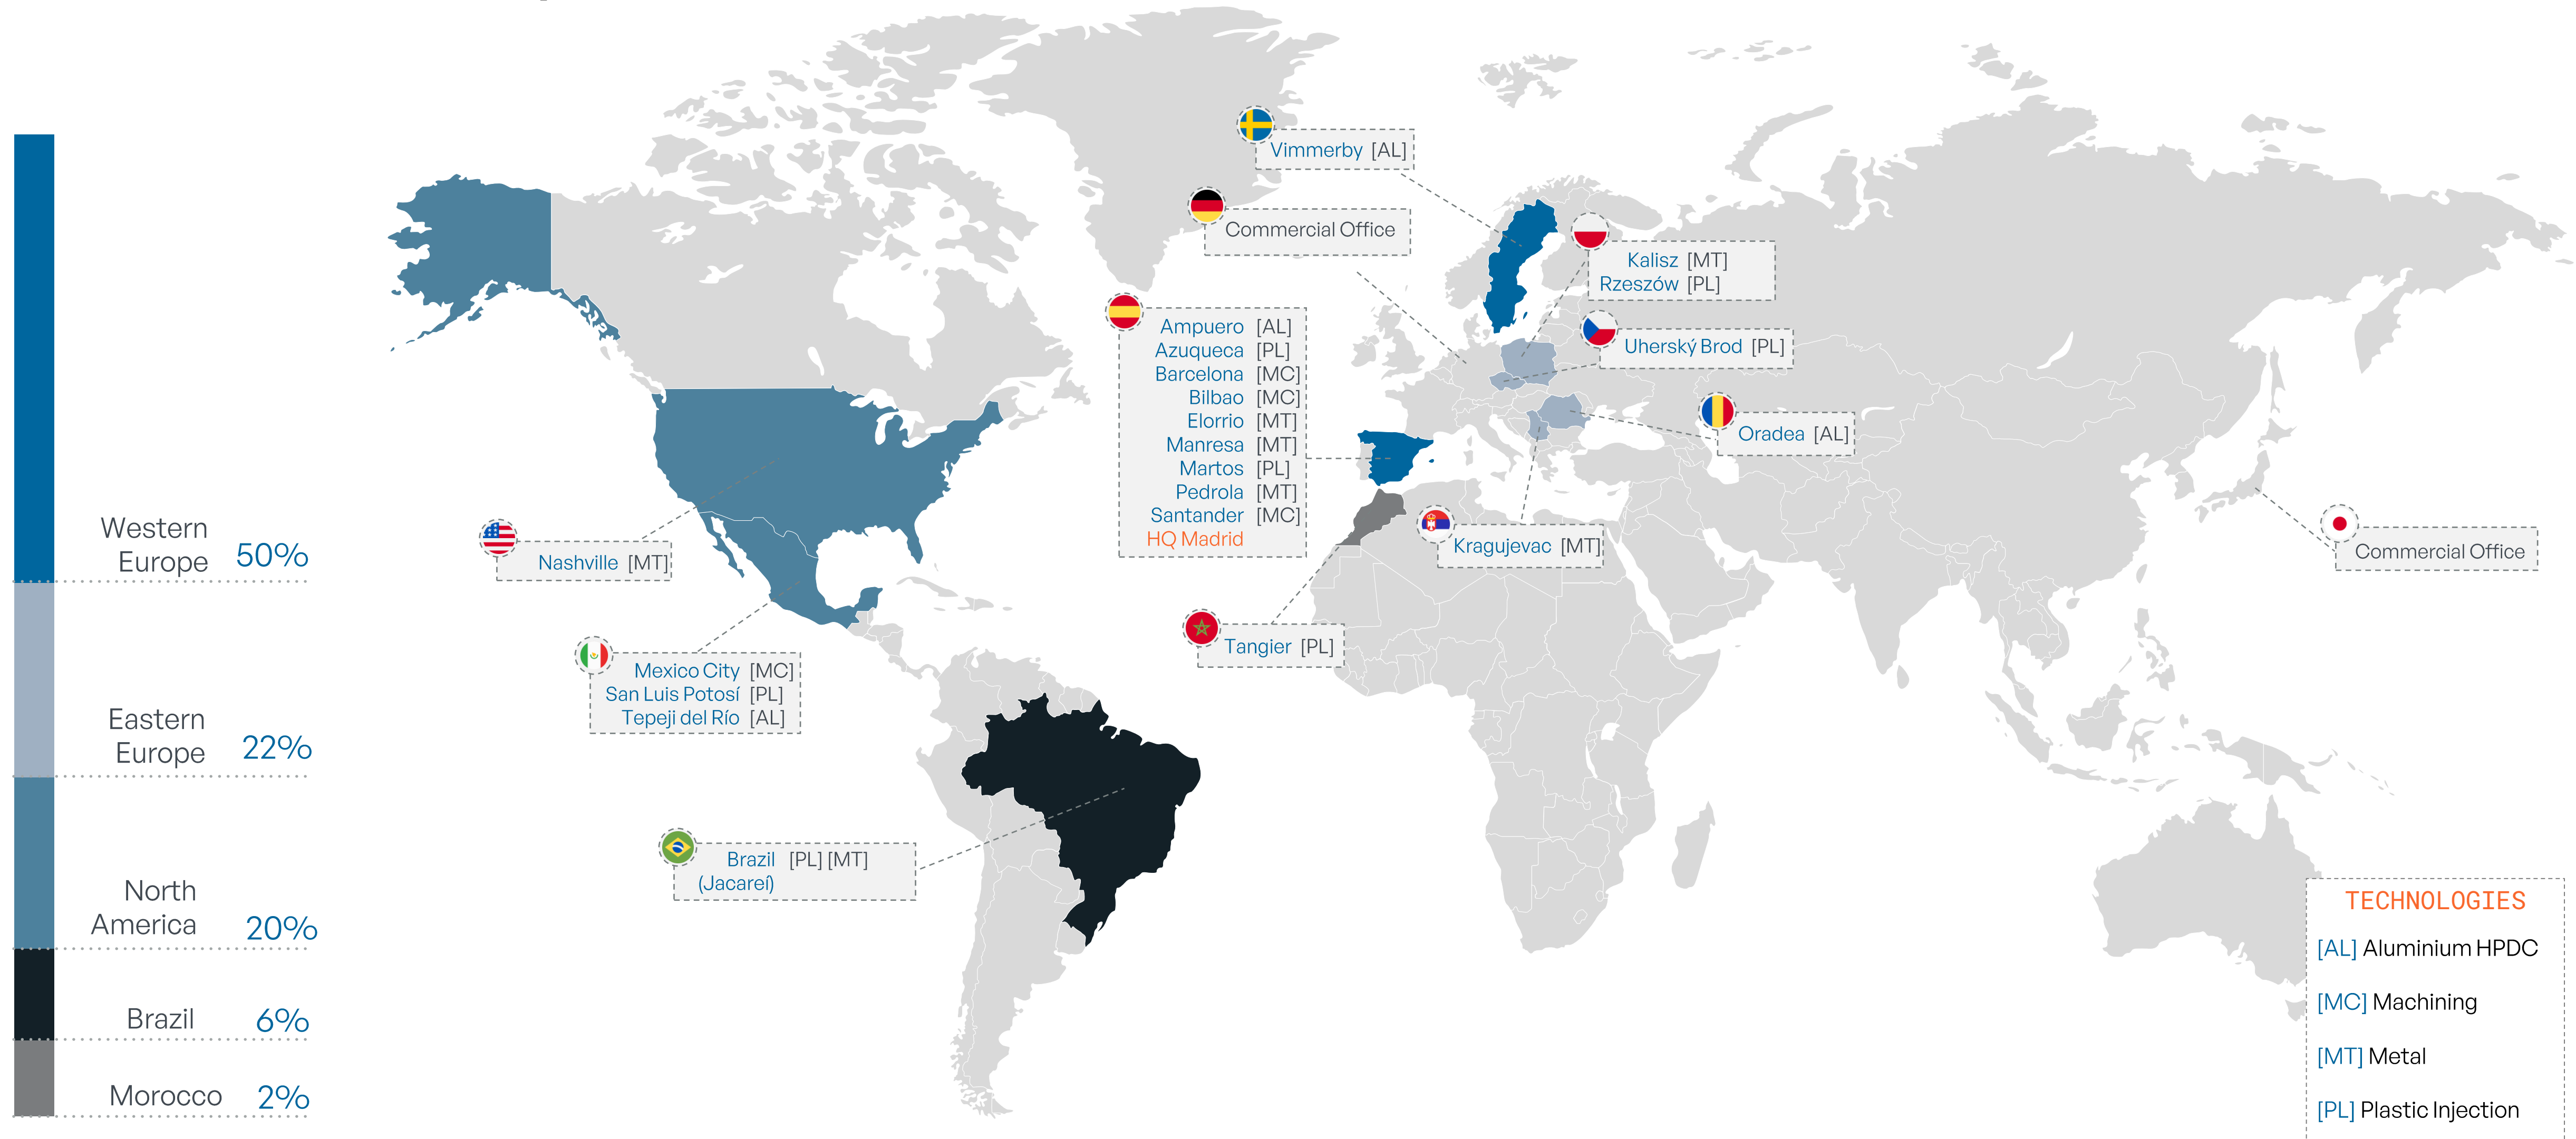 Western
Europe 50%
Eastern
Europe 22%
North
America 20%
Brazil 6%
Morocco 2%
Vimmerby [AL]
Commercial Office
Kalisz [MT]
Rzeszów [PL]
Uherský Brod [PL]
Oradea [AL]
Ampuero [AL]
Azuqueca [PL]
Barcelona [MC]
Bilbao [MC]
Elorrio [MT]
Manresa [MT]
Martos [PL]
Pedrola [MT]
Santander [MC]
HQ Madrid
Kragujevac [MT]
Commercial Office
Nashville [MT]
Tangier [PL]
Mexico City [MC]
San Luis Potosí [PL]
Tepeji del Río [AL]
Brazil [PL] [MT]
(Jacareí)
TECHNOLOGIES
[AL] Aluminium HPDC
[MC] Machining
[MT] Metal
[PL] Plastic Injection